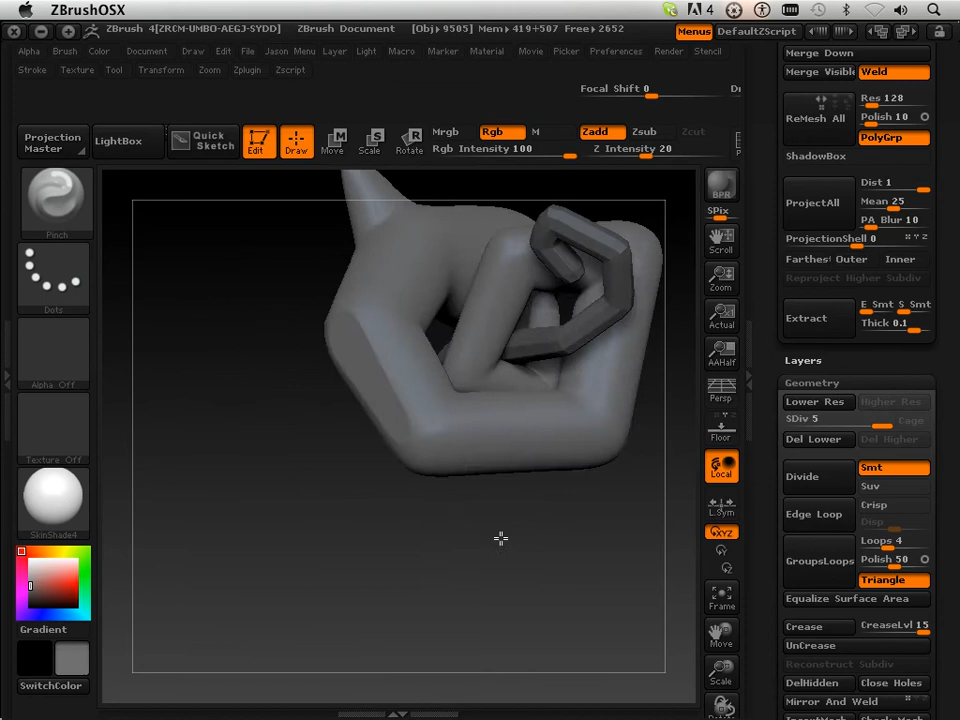 ZBrushOSX
4
ZBrush 4[ZRCM-UMBO-AEGJ-SYDD] ZBrush Document [Obj▸9505] Mem▸419+507 Free▸2652 Menus DefaultZScript
Alpha Brush Color Document Draw Edit File Jason Menu Layer Light Macro Marker Material Movie Picker Preferences Render Stencil
Stroke Texture Tool Transform Zoom Zplugin Zscript
Focal Shift 0 Dr
Projection Master
LightBox
Quick Sketch
Edit
Draw
Move
Scale
Rotate
Mrgb Rgb M Zadd Zsub Zcut
Rgb Intensity 100 Z Intensity 20
Pinch
Dots
Alpha Off
Texture Off
SkinShade4
Gradient
SwitchColor
BPR
SPix
Scroll
Zoom
Actual
AAHalf
Persp
Floor
Local
L.Sym
XYZ
Y
Z
Frame
Move
Scale
Merge Down
Merge Visible Weld
ReMesh All
Res 128
Polish 10
PolyGrp
ShadowBox
ProjectAll
Dist 1
Mean 25
PA Blur 10
ProjectionShell 0 X Y Z
Farthest Outer Inner
Reproject Higher Subdiv
Extract
E Smt S Smt
Thick 0.1
Layers
Geometry
Lower Res Higher Res
SDiv 5 Cage
Del Lower Del Higher
Divide
Smt
Suv
Edge Loop
Crisp
Disp
GroupsLoops
Loops 4
Polish 50
Triangle
Equalize Surface Area
Crease CreaseLvl 15
UnCrease
Reconstruct Subdiv
DelHidden Close Holes
Mirror And Weld
InsertMesh Check Mesh